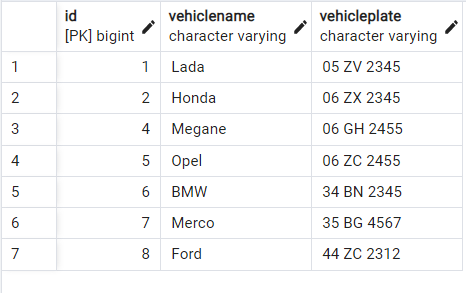 id vehiclename vehicleplate
[PK] bigint character varying character varying
1 1 Lada 05 ZV 2345
2 2 Honda 06 ZX 2345
3 4 Megane 06 GH 2455
4 5 Opel 06 ZC 2455
5 6 BMW 34 BN 2345
6 7 Merco 35 BG 4567
7 8 Ford 44 ZC 2312